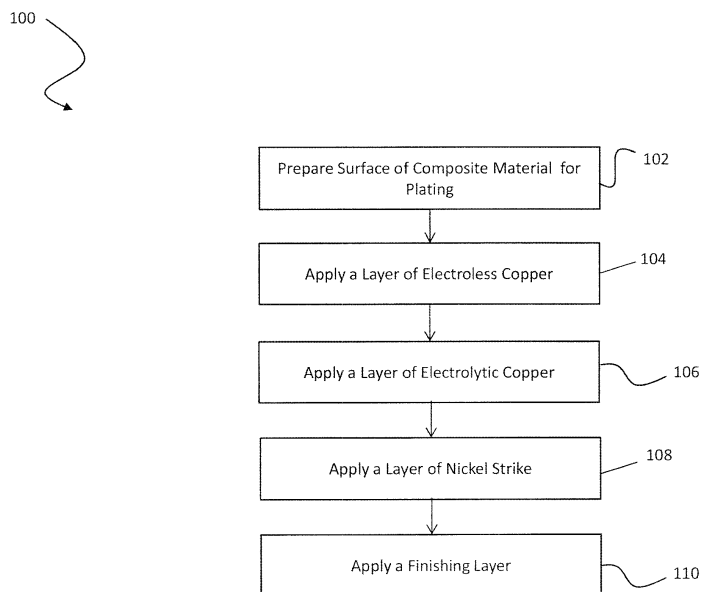 100
Prepare Surface of Composite Material for
Plating
102
Apply a Layer of Electroless Copper
104
Apply a Layer of Electrolytic Copper
106
Apply a Layer of Nickel Strike
108
Apply a Finishing Layer
110